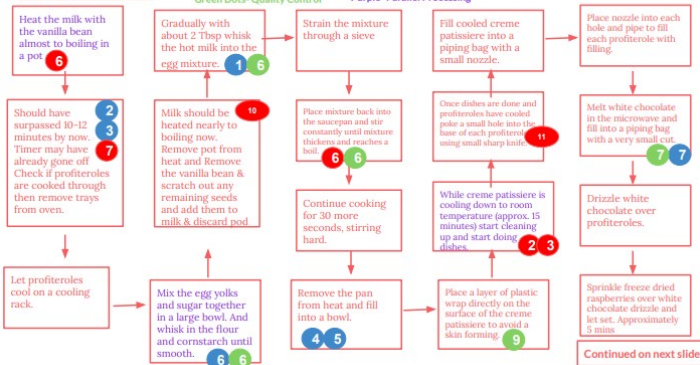 Green Dots- Quality Control
Heat the milk with
the vanilla bean
almost to boiling in
a pot
6
Should have
surpassed 10-12
minutes by now.
Timer may have
already gone off
Check if profiteroles
are cooked through
then remove trays
from oven.
2
3
7
Let profiteroles
cool on a cooling
rack.
Gradually with
about 2 Tbsp whisk
the hot milk into the
egg mixture.
1 6
Milk should be
heated nearly to
boiling now.
Remove pot from
heat and Remove
the vanilla bean &
scratch out any
remaining seeds
and add them to
milk & discard pod
10
Mix the egg yolks
and sugar together
in a large bowl. And
whisk in the flour
and cornstarch until
smooth.
6 6
Strain the mixture
through a sieve
Place mixture back into
the saucepan and stir
constantly until mixture
thickens and reaches a
boil.
6 6
Continue cooking
for 30 more
seconds, stirring
hard.
Remove the pan
from heat and fill
into a bowl.
4 5
Fill cooled creme
patissiere into a
piping bag with a
small nozzle.
Once dishes are done and
profiteroles have cooled
poke a small hole into the
base of each profiterole
using small sharp knife.
11
While creme patissiere is
cooling down to room
temperature (approx. 15
minutes) start cleaning
up and start doing
dishes.
2 3
Place a layer of plastic
wrap directly on the
surface of the creme
patissiere to avoid a
skin forming.
9
Place nozzle into each
hole and pipe to fill
each profiterole with
filling.
Melt white chocolate
in the microwave and
fill into a piping bag
with a very small cut.
7 7
Drizzle white
chocolate over
profiteroles.
Sprinkle freeze dried
raspberries over white
chocolate drizzle and
let set. Approximately
5 mins
Continued on next slide